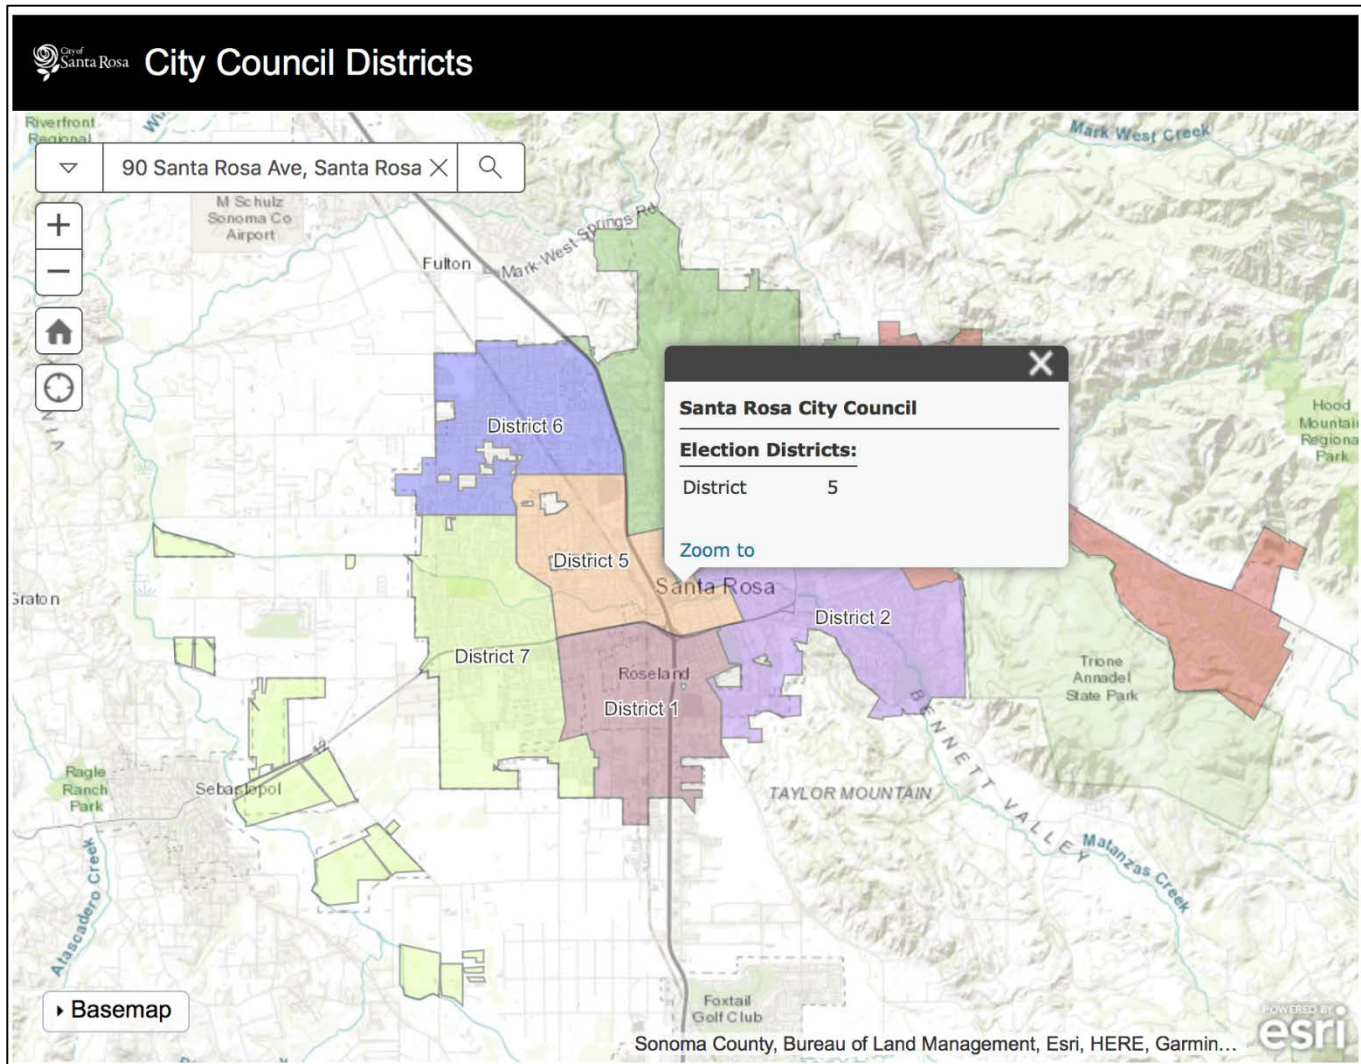 City of
Santa Rosa
City Council Districts
Riverfront
Regional
Mark West Creek
90 Santa Rosa Ave, Santa Rosa
M Schulz
Sonoma Co
Airport
Mark-West-Springs Rd
Fulton
+
−
Santa Rosa City Council
Election Districts:
District 5
Zoom to
Hood
Mountain
Regiona
Park
District 6
District 5
Santa Rosa
District 2
Graton
District 7
Roseland
District 1
Trione
Annadel
State Park
BENNETT VALLEY
12
Ragle
Ranch
Park
Sebastopol
TAYLOR MOUNTAIN
Matanzas Creek
Atascadero Creek
Basemap
Foxtail
Golf Club
POWERED BY
esri
Sonoma County, Bureau of Land Management, Esri, HERE, Garmin...